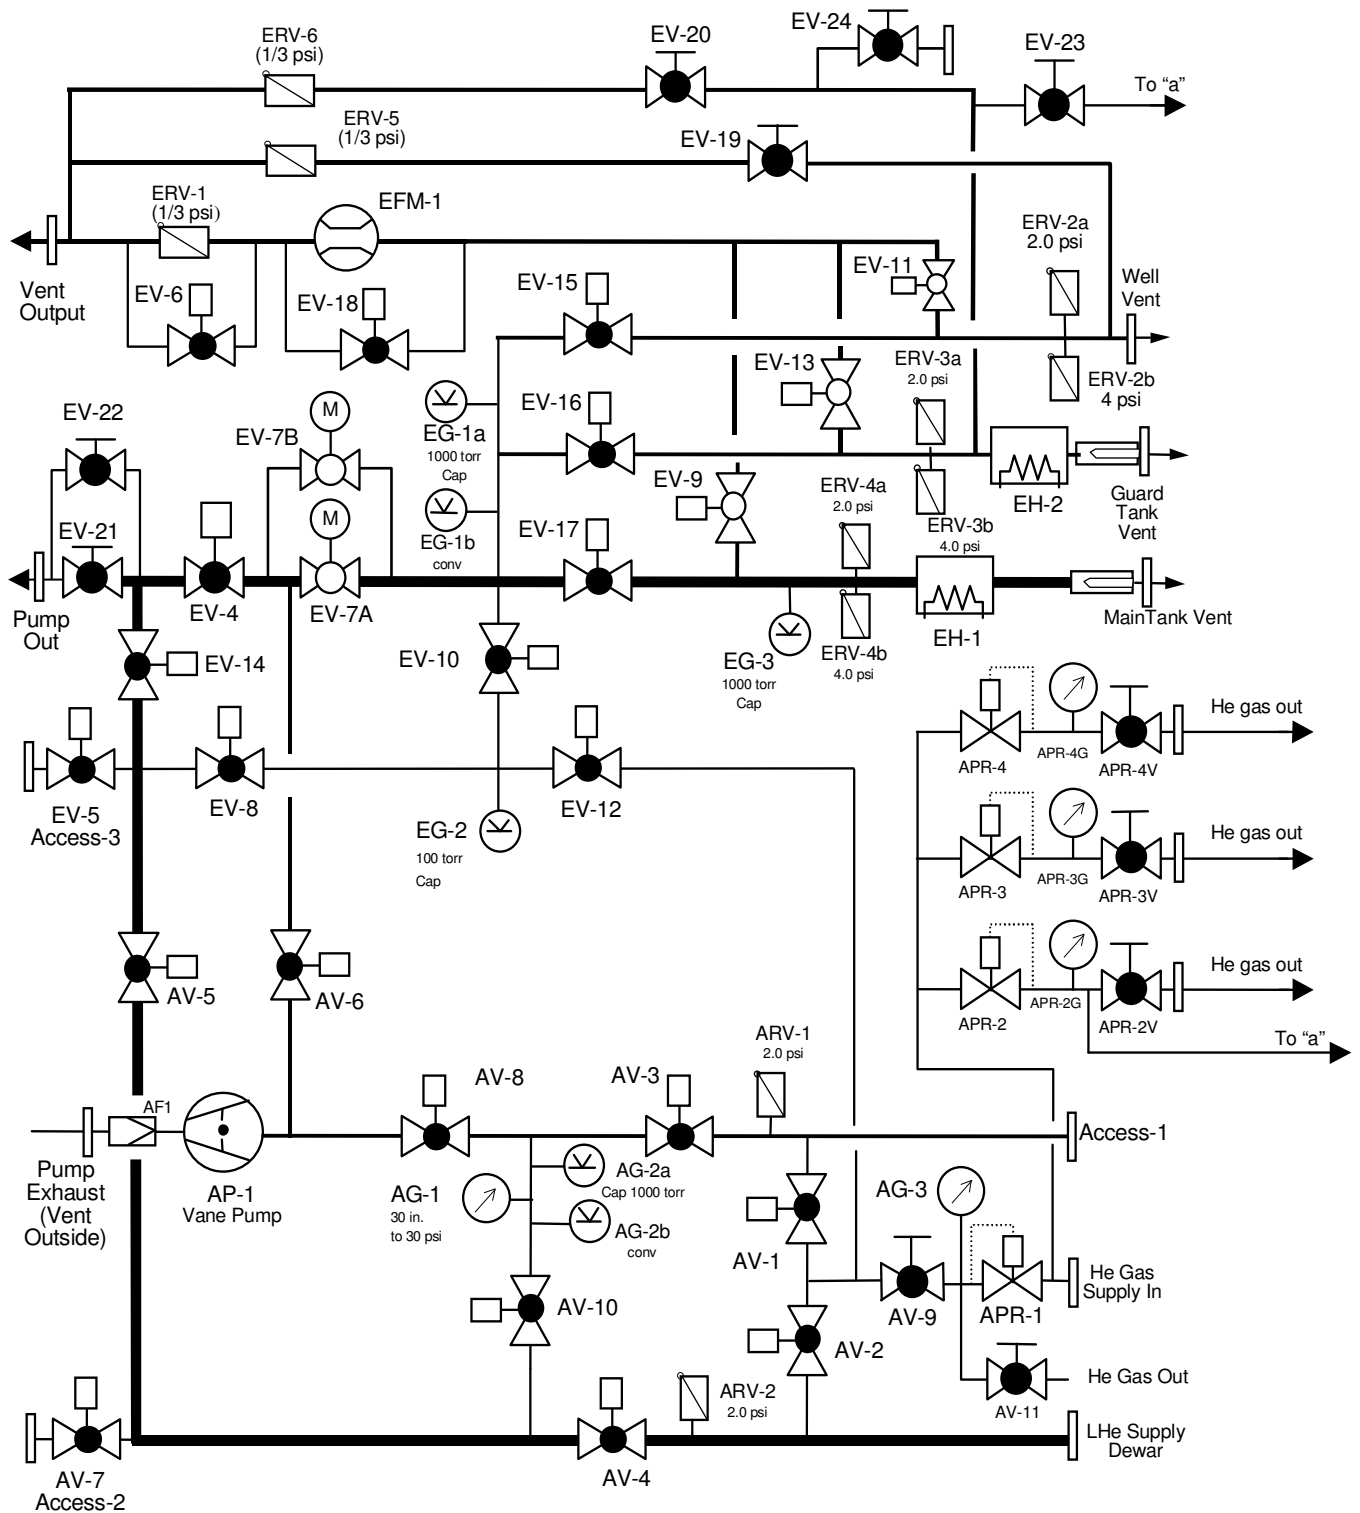 ERV-6
(1/3 psi)
EV-20
EV-24
EV-23
To “a”
ERV-5
(1/3 psi)
EV-19
ERV-1
(1/3 psi)
EFM-1
ERV-2a
2.0 psi
Vent
Output
EV-6
EV-18
EV-15
EV-11
Well
Vent
EV-13
ERV-3a
2.0 psi
ERV-2b
4 psi
EV-22
EV-7B
M
EG-1a
1000 torr
Cap
EV-16
EV-9
ERV-4a
2.0 psi
EH-2
Guard
Tank
Vent
EV-21
M
EG-1b
conv
EV-17
ERV-3b
4.0 psi
Pump
Out
EV-4
EV-7A
EH-1
MainTank Vent
EV-14
EV-10
EG-3
1000 torr
Cap
ERV-4b
4.0 psi
He gas out
APR-4
APR-4G
APR-4V
EV-5
Access-3
EV-8
EG-2
100 torr
Cap
EV-12
He gas out
APR-3
APR-3G
APR-3V
AV-5
AV-6
He gas out
APR-2
APR-2G
APR-2V
To “a”
AF1
AV-8
AV-3
ARV-1
2.0 psi
Access-1
Pump
Exhaust
(Vent
Outside)
AP-1
Vane Pump
AG-1
30 in.
to 30 psi
AG-2a
Cap 1000 torr
AG-2b
conv
AG-3
AV-1
He Gas
Supply In
AV-10
AV-9
APR-1
AV-2
He Gas Out
AV-11
ARV-2
2.0 psi
LHe Supply
Dewar
AV-7
Access-2
AV-4